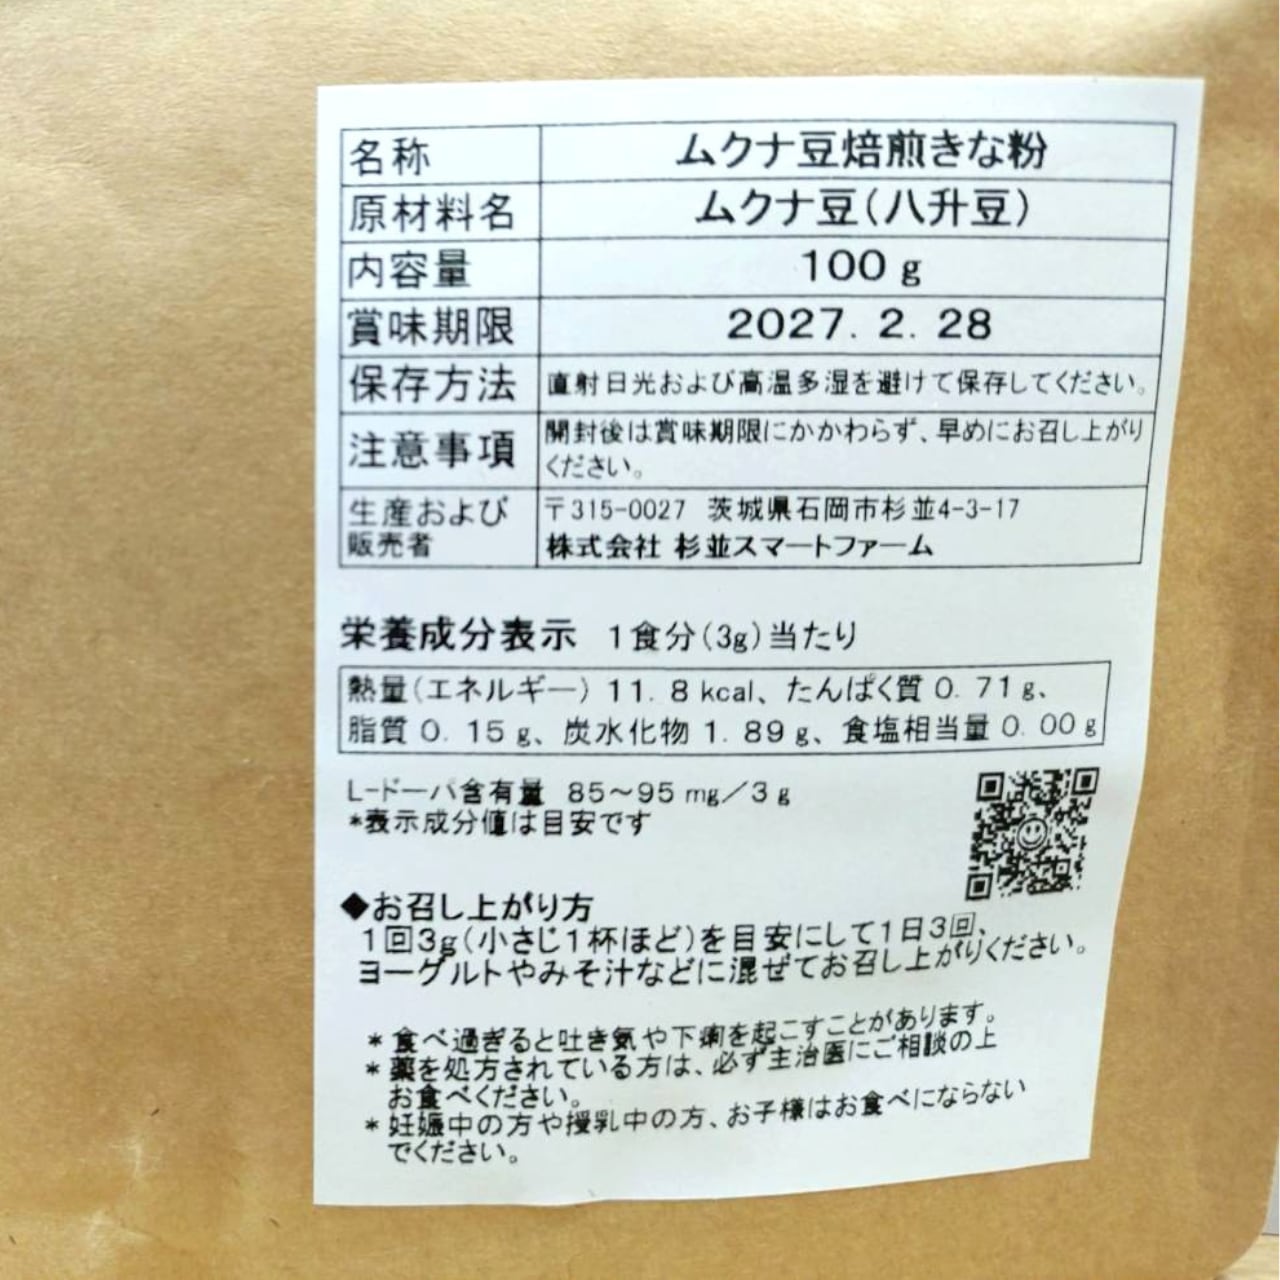 名称 ムクナ豆焙煎きな粉
原材料名 ムクナ豆(八升豆)
内容量 100 g
賞味期限 2027. 2. 28
保存方法 直射日光および高温多湿を避けて保存してください。
注意事項 開封後は賞味期限にかかわらず、早めにお召し上がり
ください。
生産および 〒315-0027 茨城県石岡市杉並4-3-17
販売者 株式会社 杉並スマートファーム
栄養成分表示 1食分(3g)当たり
熱量(エネルギー) 11. 8 kcal、たんぱく質 0. 71 g、
脂質 0. 15 g、炭水化物 1. 89 g、食塩相当量 0. 00 g
L-ドーパ含有量 85～95 mg／3 g
*表示成分値は目安です
◆お召し上がり方
1回3g(小さじ1杯ほど)を目安にして1日3回、
ヨーグルトやみそ汁などに混ぜてお召し上がりください。
* 食べ過ぎると吐き気や下痢を起こすことがあります。
* 薬を処方されている方は、必ず主治医にご相談の上
お食べください。
* 妊娠中の方や授乳中の方、お子様はお食べにならない
でください。